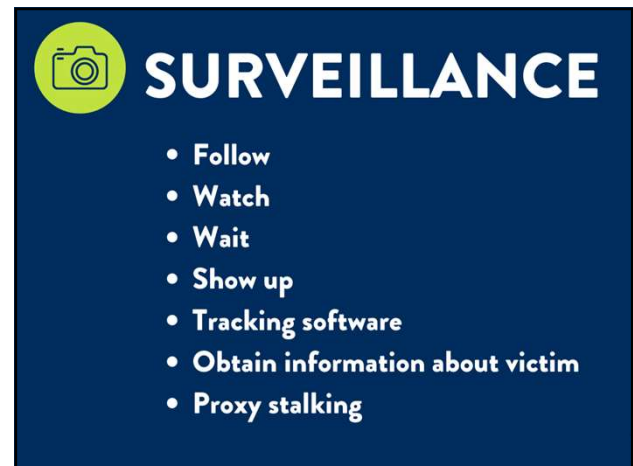 SURVEILLANCE
• Follow
• Watch
• Wait
• Show up
• Tracking software
• Obtain information about victim
• Proxy stalking